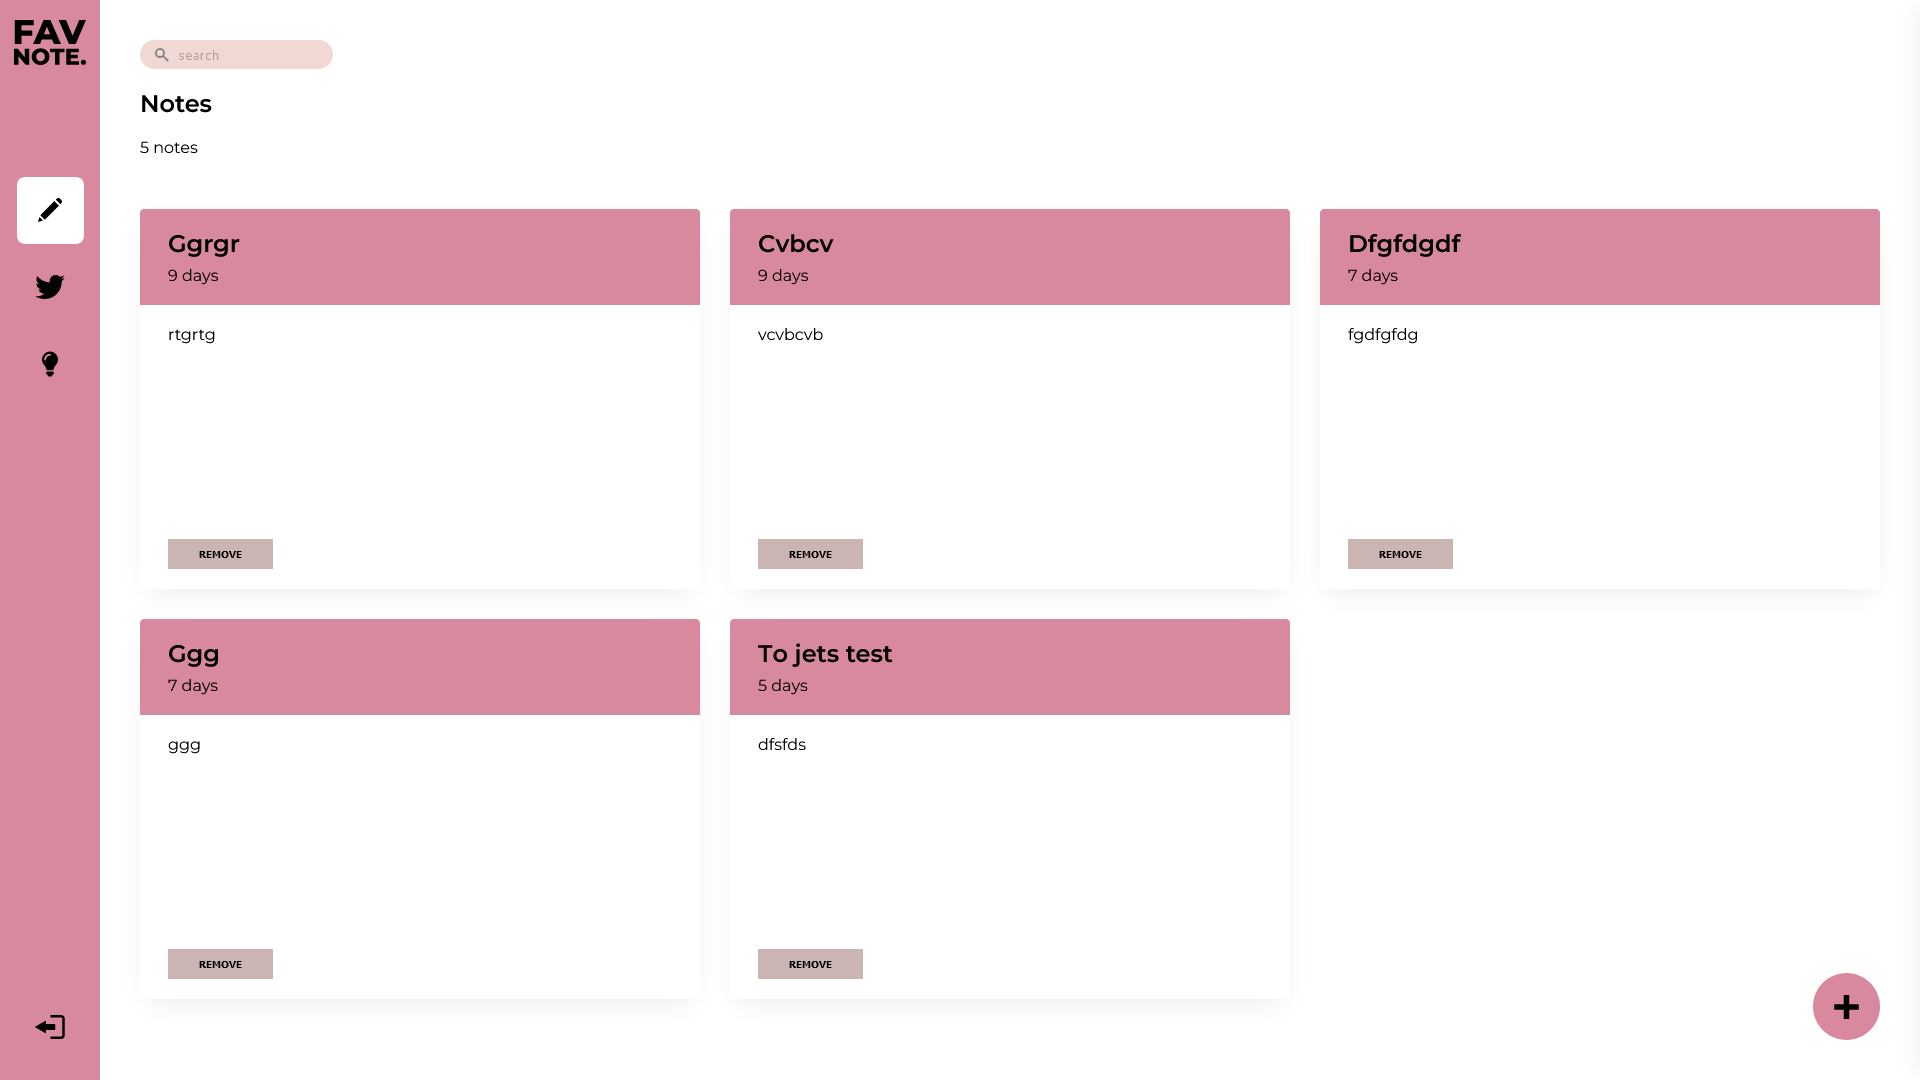 FAV
NOTE.
search
Notes
5 notes
Ggrgr
9 days
rtgrtg
REMOVE
Cvbcv
9 days
vcvbcvb
REMOVE
Dfgfdgdf
7 days
fgdfgfdg
REMOVE
Ggg
7 days
ggg
REMOVE
To jets test
5 days
dfsfds
REMOVE